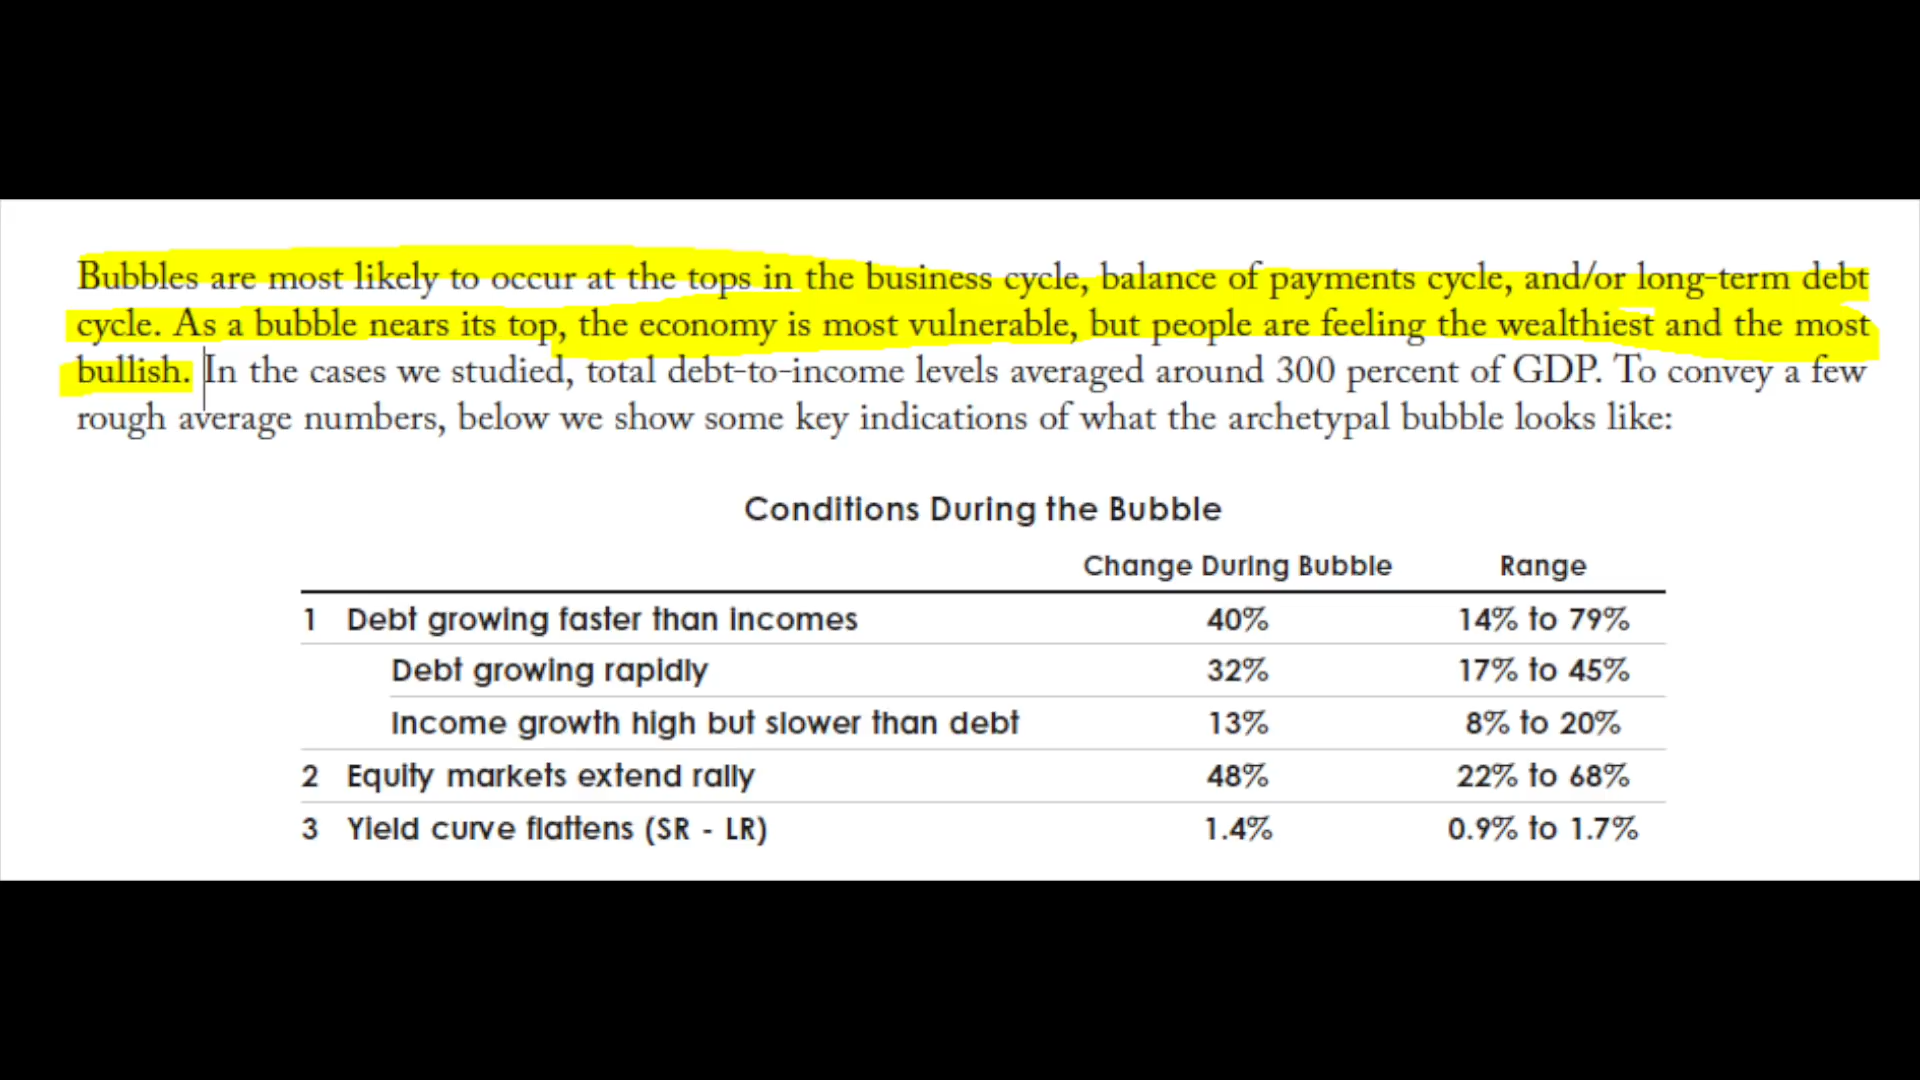 Bubbles are most likely to occur at the tops in the business cycle, balance of payments cycle, and/or long-term debt
cycle. As a bubble nears its top, the economy is most vulnerable, but people are feeling the wealthiest and the most
bullish. In the cases we studied, total debt-to-income levels averaged around 300 percent of GDP. To convey a few
rough average numbers, below we show some key indications of what the archetypal bubble looks like:
Conditions During the Bubble
Change During Bubble Range
1 Debt growing faster than incomes 40% 14% to 79%
Debt growing rapidly 32% 17% to 45%
Income growth high but slower than debt 13% 8% to 20%
2 Equity markets extend rally 48% 22% to 68%
3 Yield curve flattens (SR - LR) 1.4% 0.9% to 1.7%